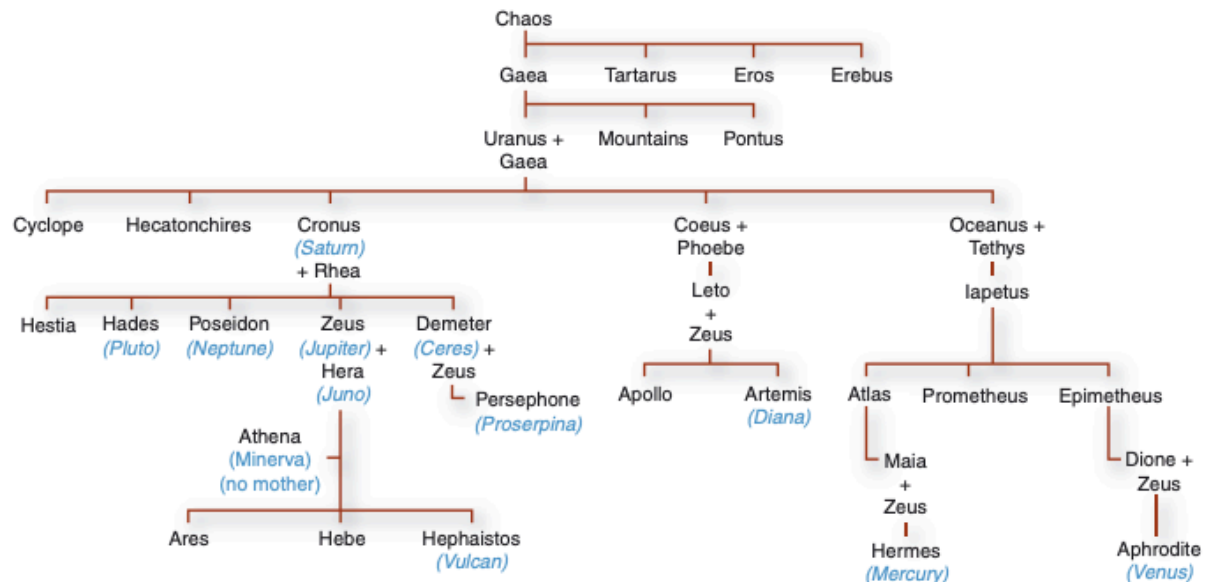 Chaos
Gaea Tartarus Eros Erebus
Uranus + Mountains Pontus
Gaea
Cyclope Hecatonchires Cronus Coeus + Oceanus +
(Saturn) Phoebe Tethys
+ Rhea
Leto Iapetus
+
Zeus
Hestia Hades Poseidon Zeus Demeter
(Pluto) (Neptune) (Jupiter) + (Ceres) +
Hera Zeus
(Juno)
Persephone
(Proserpina)
Apollo Artemis Atlas Prometheus Epimetheus
(Diana)
Athena
(Minerva)
(no mother)
Maia Dione +
+ Zeus
Zeus
Ares Hebe Hephaistos
(Vulcan)
Hermes Aphrodite
(Mercury) (Venus)